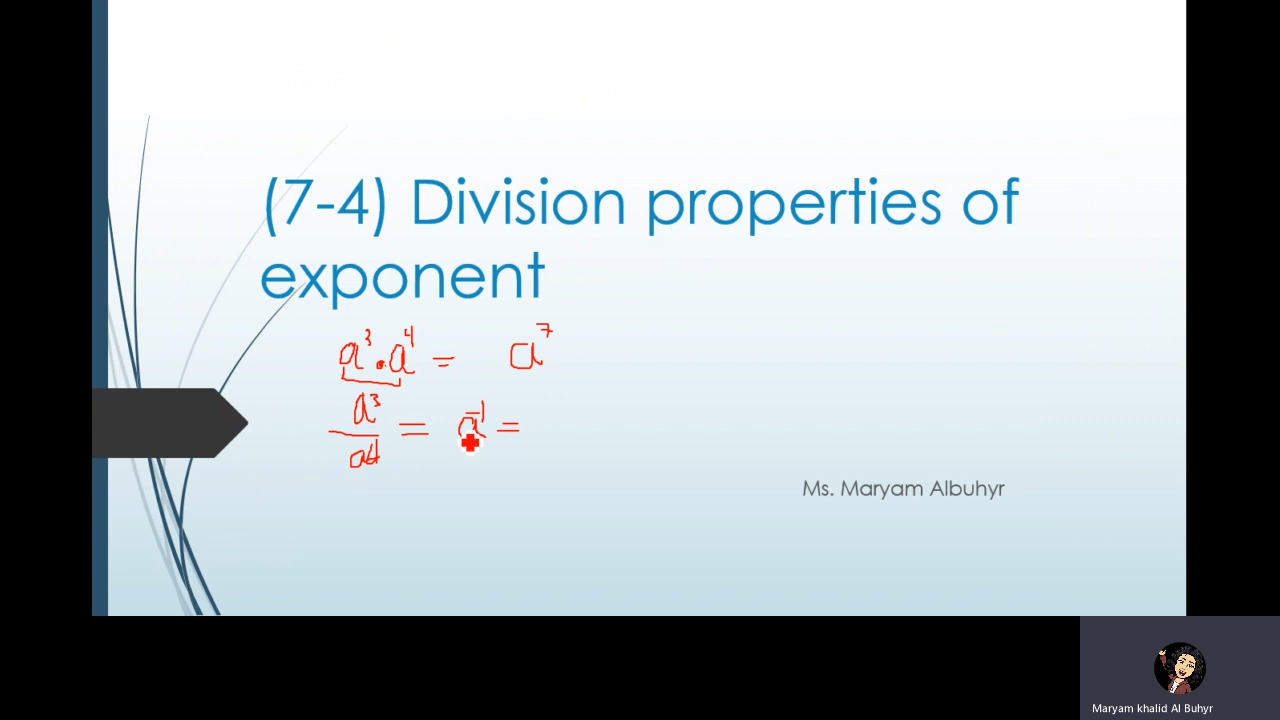 (7-4) Division properties of
exponent
a³ · a⁴ = a⁷
a³/a⁴ = a⁻¹ =
Ms. Maryam Albuhyr
Maryam khalid Al Buhyr